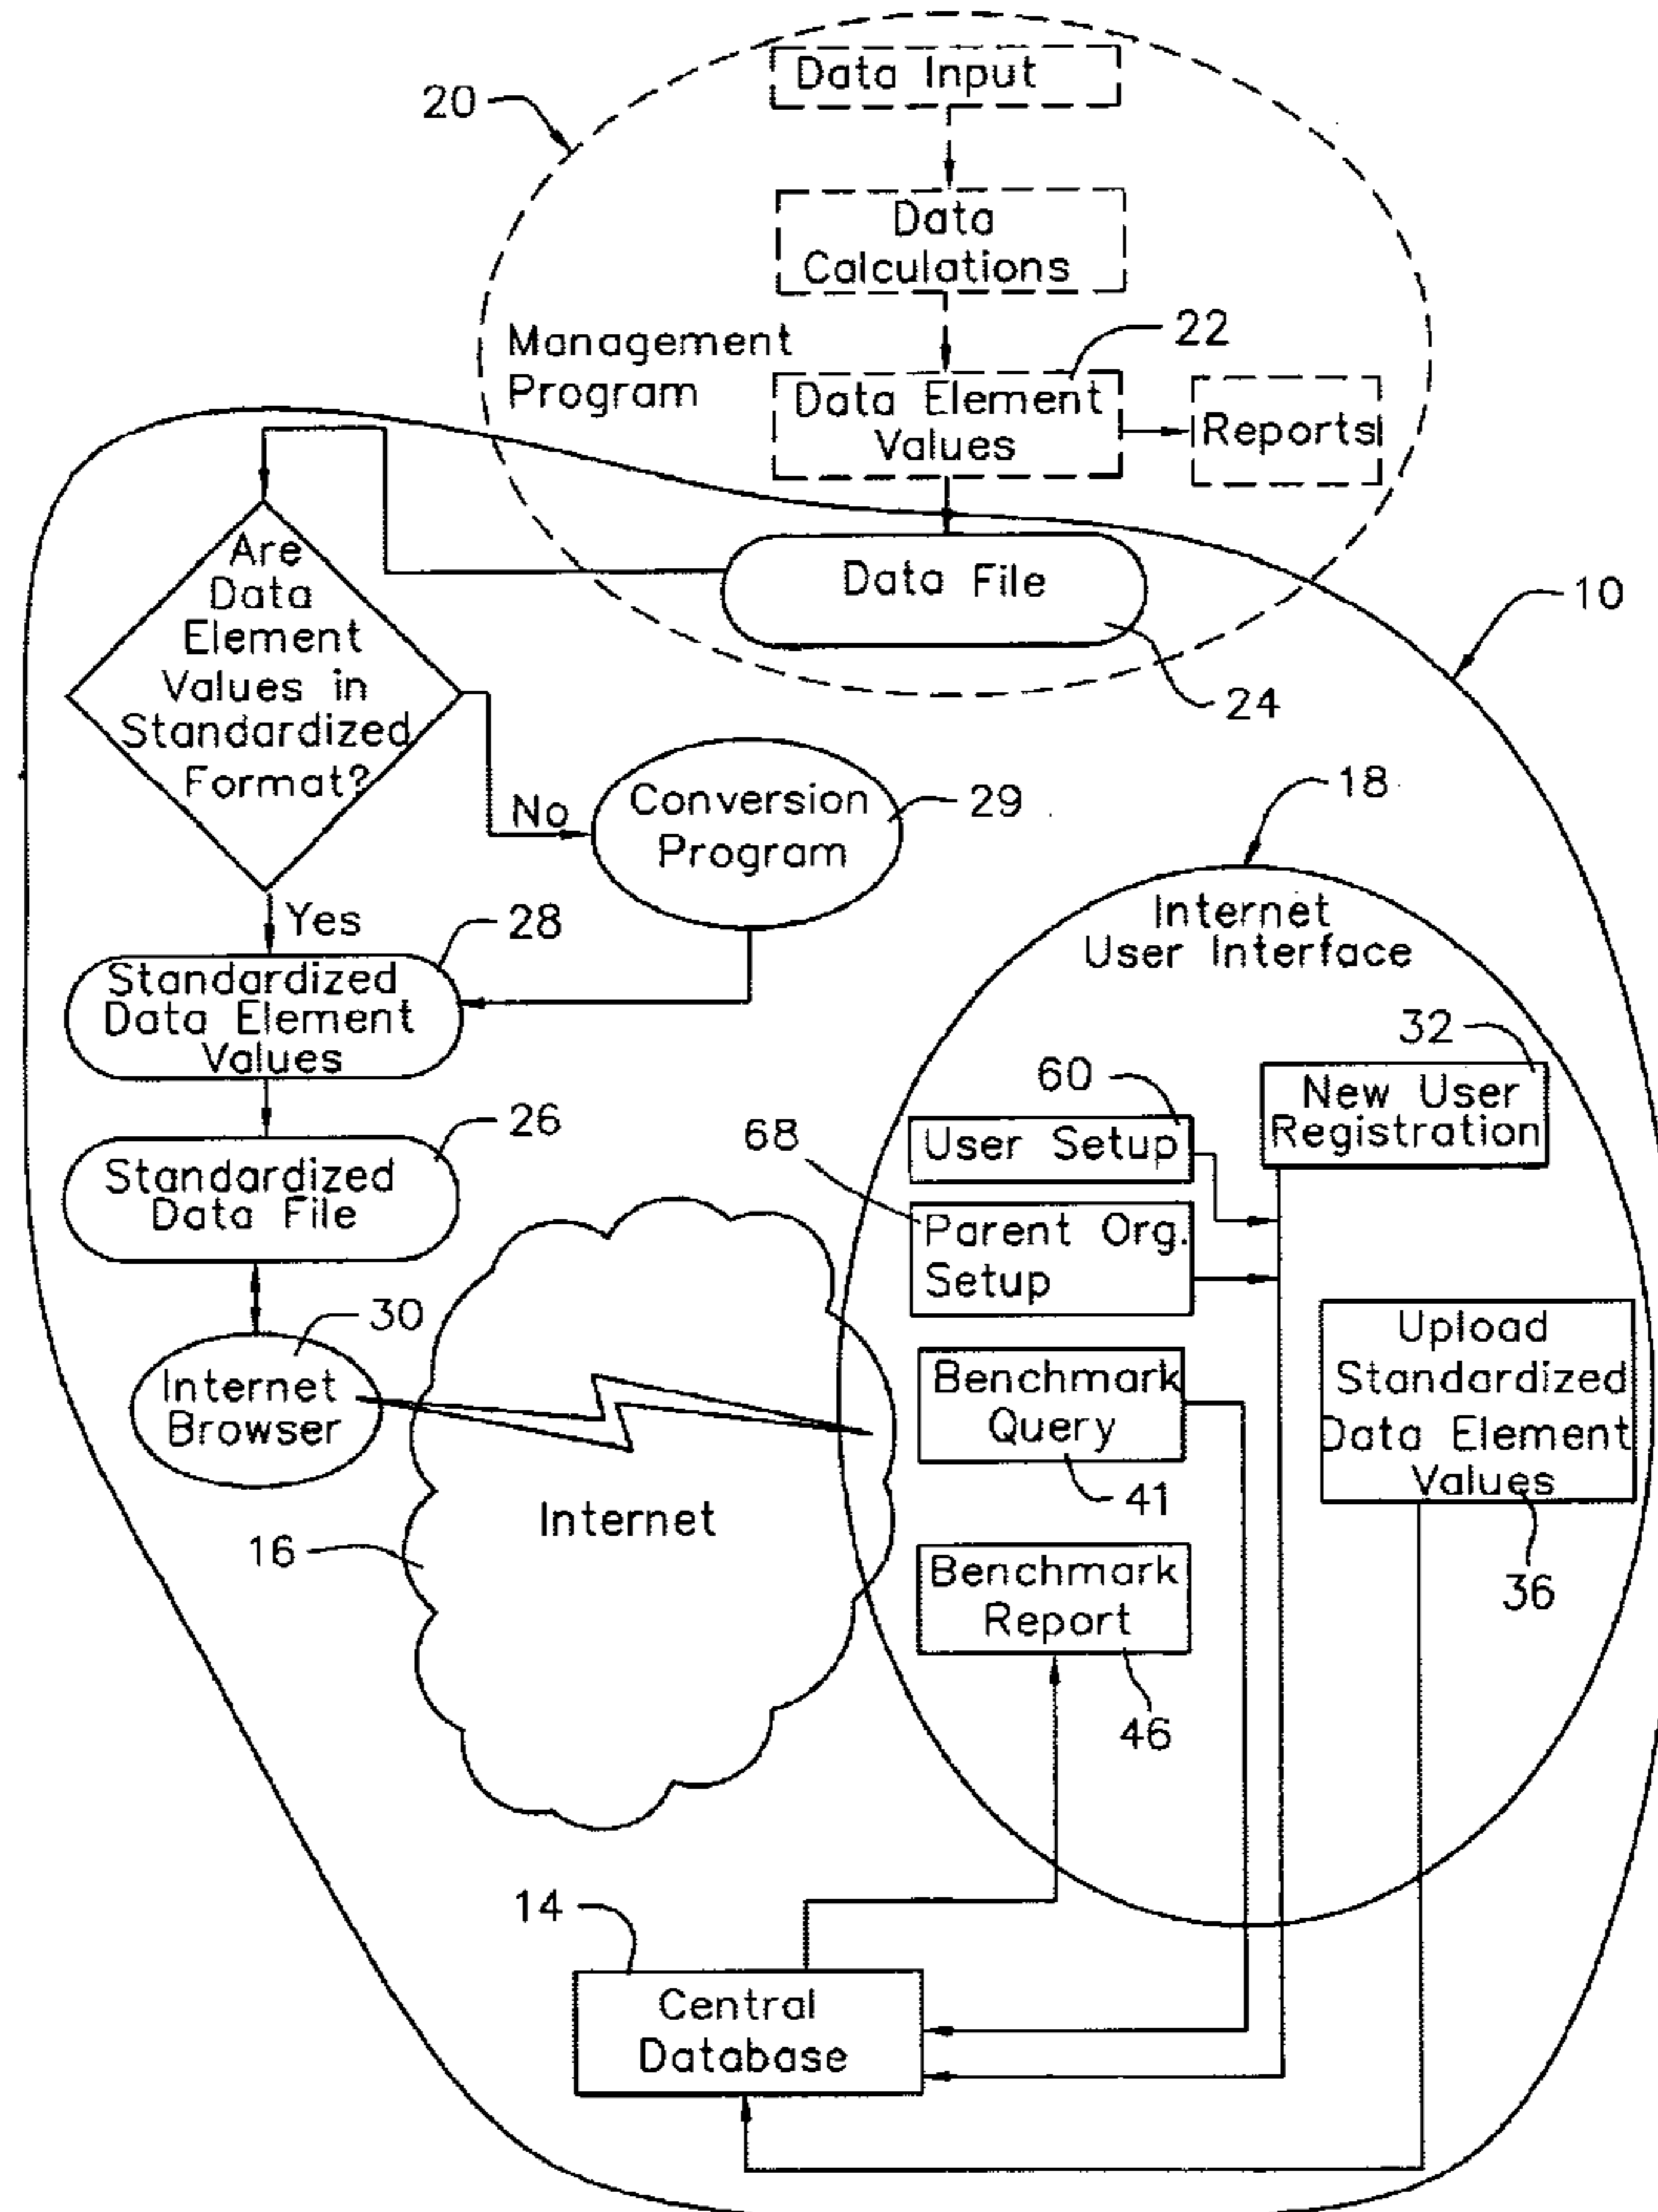 Data Input
20
Data
Calculations
22
Management
Program
Data Element
Values
Reports
Data File
10
24
Are
Data
Element
Values in
Standardized
Format?
No
Conversion
Program
29
18
Yes
28
Internet
User Interface
Standardized
Data Element
Values
32
60
New User
Registration
26
68
User Setup
Standardized
Data File
Parent Org.
Setup
30
Upload
Standardized
Data Element
Values
Internet
Browser
Benchmark
Query
41
Internet
16
36
Benchmark
Report
46
14
Central
Database